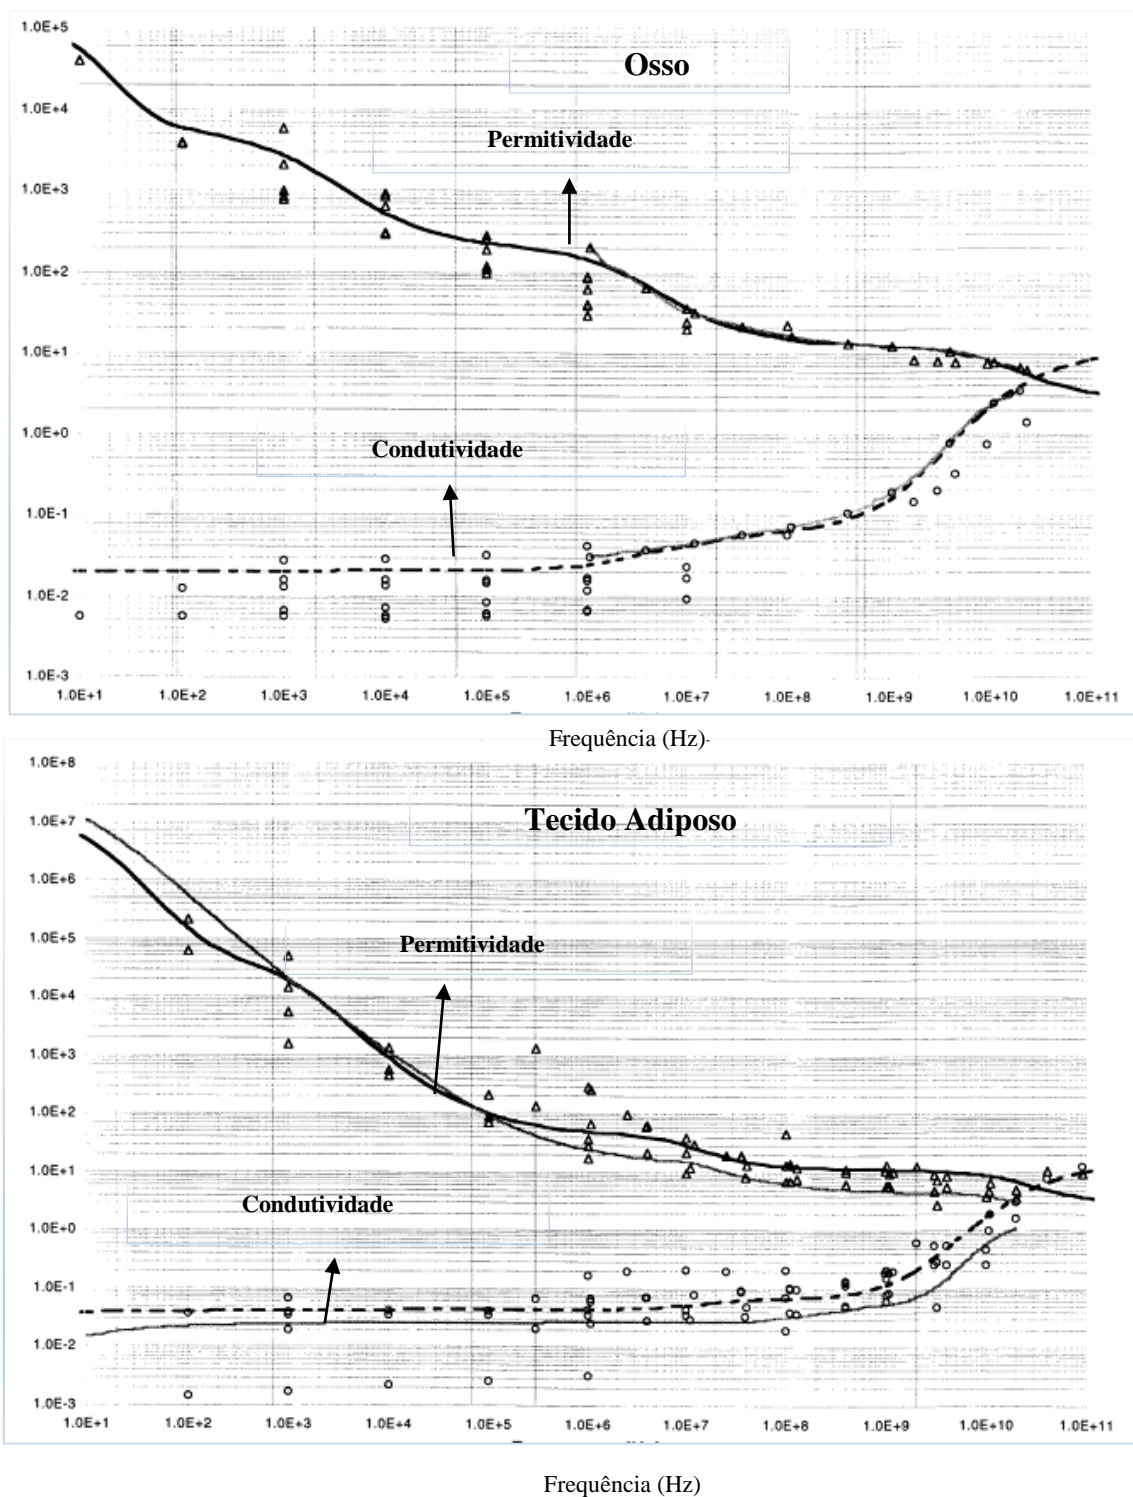 1.0E+5
Osso
1.0E+4
Permitividade
1.0E+3
1.0E+2
1.0E+1
1.0E+0
Condutividade
1.0E-1
1.0E-2
1.0E-3
1.0E+1 1.0E+2 1.0E+3 1.0E+4 1.0E+5 1.0E+6 1.0E+7 1.0E+8 1.0E+9 1.0E+10 1.0E+11
Frequência (Hz)
1.0E+8
1.0E+7
Tecido Adiposo
1.0E+6
1.0E+5
Permitividade
1.0E+4
1.0E+3
1.0E+2
1.0E+1
Condutividade
1.0E+0
1.0E-1
1.0E-2
1.0E-3
1.0E+1 1.0E+2 1.0E+3 1.0E+4 1.0E+5 1.0E+6 1.0E+7 1.0E+8 1.0E+9 1.0E+10 1.0E+11
Frequência (Hz)